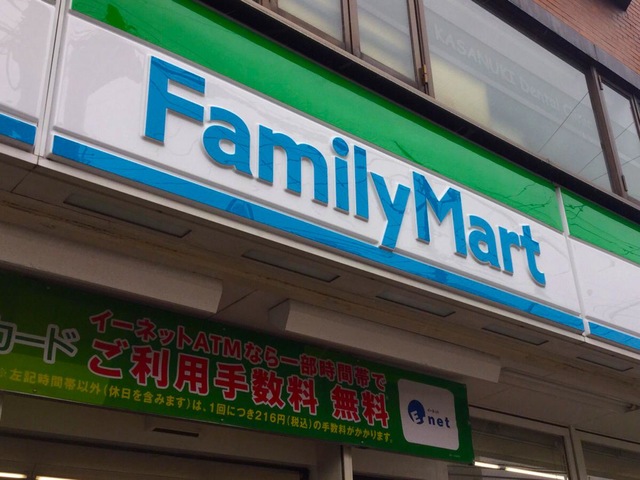 KASANUKI Dental
FamilyMart
カード
イーネットATMなら一部時間帯で
ご利用手数料 無料
左記時間帯以外(休日を含みます)は、1回につき216円(税込)の手数料がかかります。
net